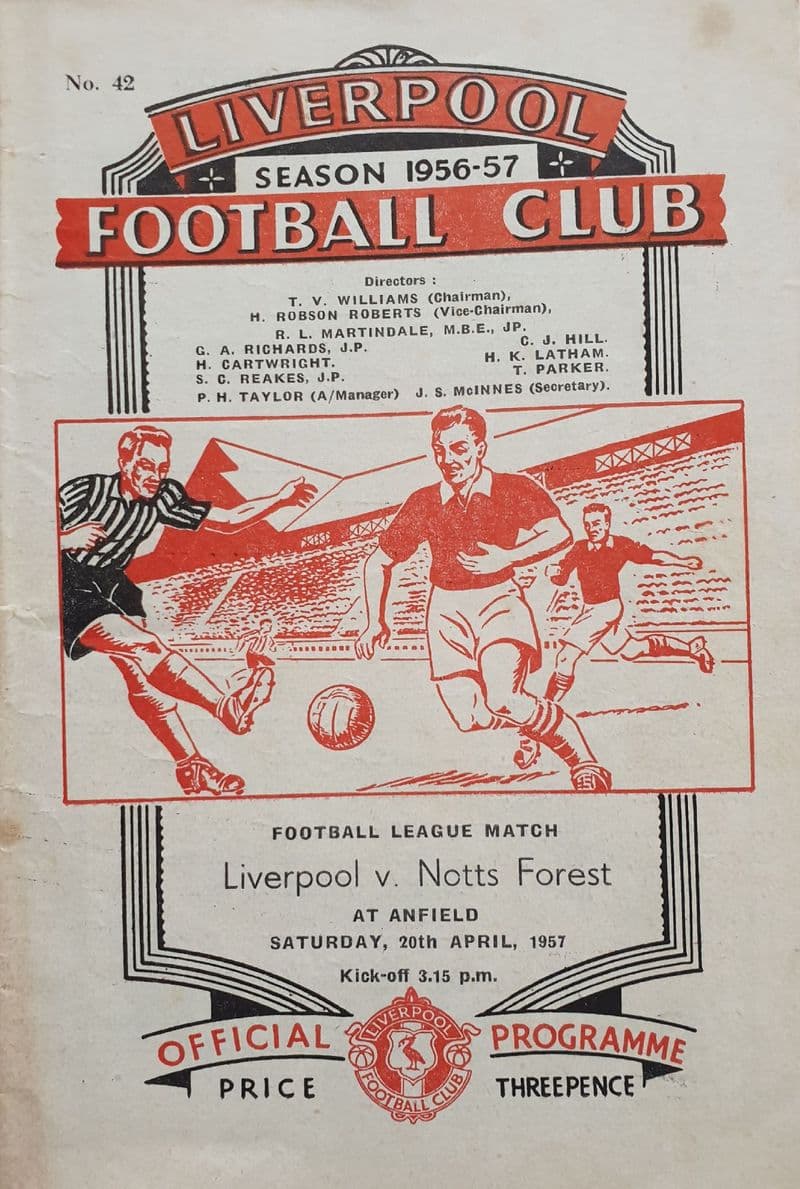 No. 42
LIVERPOOL
SEASON 1956-57
FOOTBALL CLUB
Directors :
T. V. WILLIAMS (Chairman),
H. ROBSON ROBERTS (Vice-Chairman),
R. L. MARTINDALE, M.B.E., JP.
G. A. RICHARDS, J.P. C. J. HILL.
H. CARTWRIGHT. H. K. LATHAM.
S. C. REAKES, J.P. T. PARKER.
P. H. TAYLOR (A/Manager) J. S. McINNES (Secretary).
FOOTBALL LEAGUE MATCH
Liverpool v. Notts Forest
AT ANFIELD
SATURDAY, 20th APRIL, 1957
Kick-off 3.15 p.m.
OFFICIAL PROGRAMME
LIVERPOOL
FOOTBALL CLUB
PRICE THREEPENCE